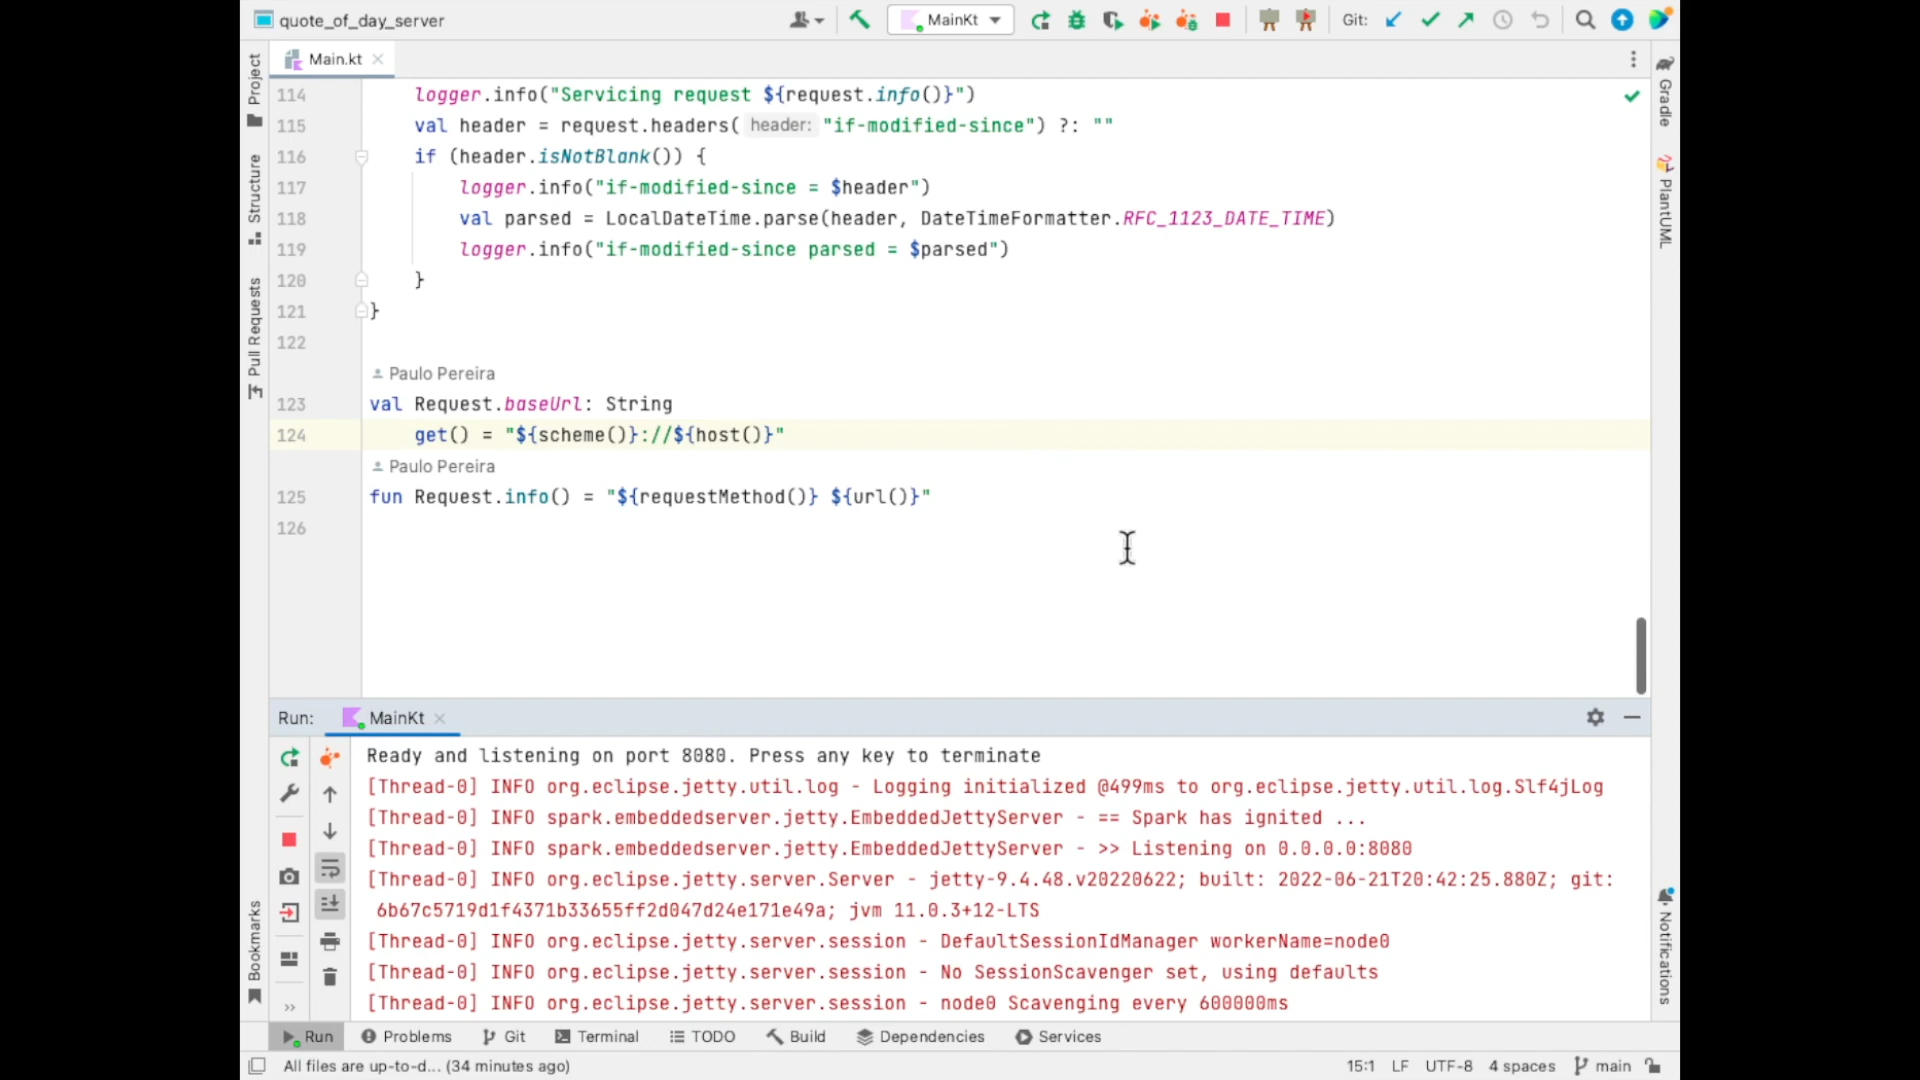 quote_of_day_server
MainKt
Git:
Main.kt
114 logger.info("Servicing request ${request.info()}")
115 val header = request.headers( header: "if-modified-since") ?: ""
116 if (header.isNotBlank()) {
117 logger.info("if-modified-since = $header")
118 val parsed = LocalDateTime.parse(header, DateTimeFormatter.RFC_1123_DATE_TIME)
119 logger.info("if-modified-since parsed = $parsed")
120 }
121 }
122
Paulo Pereira
123 val Request.baseUrl: String
124 get() = "${scheme()}://${host()}"
Paulo Pereira
125 fun Request.info() = "${requestMethod()} ${url()}"
126
Project
Structure
Pull Requests
Bookmarks
Gradle
PlantUML
Notifications
Run:
MainKt
Ready and listening on port 8080. Press any key to terminate
[Thread-0] INFO org.eclipse.jetty.util.log - Logging initialized @499ms to org.eclipse.jetty.util.log.Slf4jLog
[Thread-0] INFO spark.embeddedserver.jetty.EmbeddedJettyServer - == Spark has ignited ...
[Thread-0] INFO spark.embeddedserver.jetty.EmbeddedJettyServer - >> Listening on 0.0.0.0:8080
[Thread-0] INFO org.eclipse.jetty.server.Server - jetty-9.4.48.v20220622; built: 2022-06-21T20:42:25.880Z; git:
6b67c5719d1f4371b33655ff2d047d24e171e49a; jvm 11.0.3+12-LTS
[Thread-0] INFO org.eclipse.jetty.server.session - DefaultSessionIdManager workerName=node0
[Thread-0] INFO org.eclipse.jetty.server.session - No SessionScavenger set, using defaults
[Thread-0] INFO org.eclipse.jetty.server.session - node0 Scavenging every 600000ms
Run
Problems
Git
Terminal
TODO
Build
Dependencies
Services
All files are up-to-d... (34 minutes ago)
15:1
LF
UTF-8
4 spaces
main